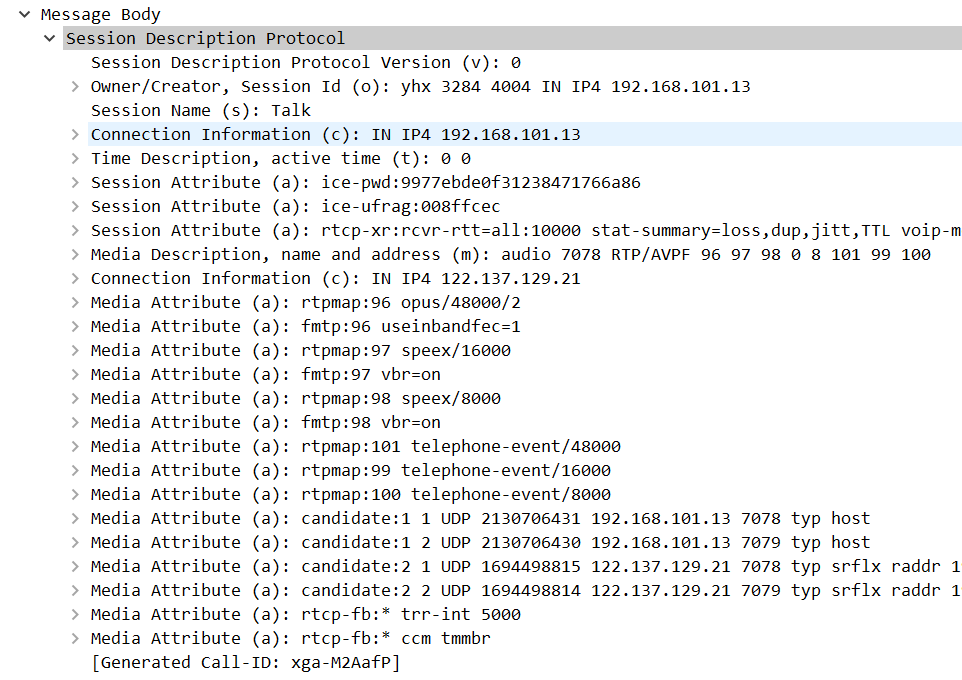 Message Body
Session Description Protocol
Session Description Protocol Version (v): 0
Owner/Creator, Session Id (o): yhx 3284 4004 IN IP4 192.168.101.13
Session Name (s): Talk
Connection Information (c): IN IP4 192.168.101.13
Time Description, active time (t): 0 0
Session Attribute (a): ice-pwd:9977ebde0f31238471766a86
Session Attribute (a): ice-ufrag:008ffcec
Session Attribute (a): rtcp-xr:rcvr-rtt=all:10000 stat-summary=loss,dup,jitt,TTL voip-m
Media Description, name and address (m): audio 7078 RTP/AVPF 96 97 98 0 8 101 99 100
Connection Information (c): IN IP4 122.137.129.21
Media Attribute (a): rtpmap:96 opus/48000/2
Media Attribute (a): fmtp:96 useinbandfec=1
Media Attribute (a): rtpmap:97 speex/16000
Media Attribute (a): fmtp:97 vbr=on
Media Attribute (a): rtpmap:98 speex/8000
Media Attribute (a): fmtp:98 vbr=on
Media Attribute (a): rtpmap:101 telephone-event/48000
Media Attribute (a): rtpmap:99 telephone-event/16000
Media Attribute (a): rtpmap:100 telephone-event/8000
Media Attribute (a): candidate:1 1 UDP 2130706431 192.168.101.13 7078 typ host
Media Attribute (a): candidate:1 2 UDP 2130706430 192.168.101.13 7079 typ host
Media Attribute (a): candidate:2 1 UDP 1694498815 122.137.129.21 7078 typ srflx raddr 1
Media Attribute (a): candidate:2 2 UDP 1694498814 122.137.129.21 7079 typ srflx raddr 1
Media Attribute (a): rtcp-fb:* trr-int 5000
Media Attribute (a): rtcp-fb:* ccm tmmbr
[Generated Call-ID: xga-M2AafP]